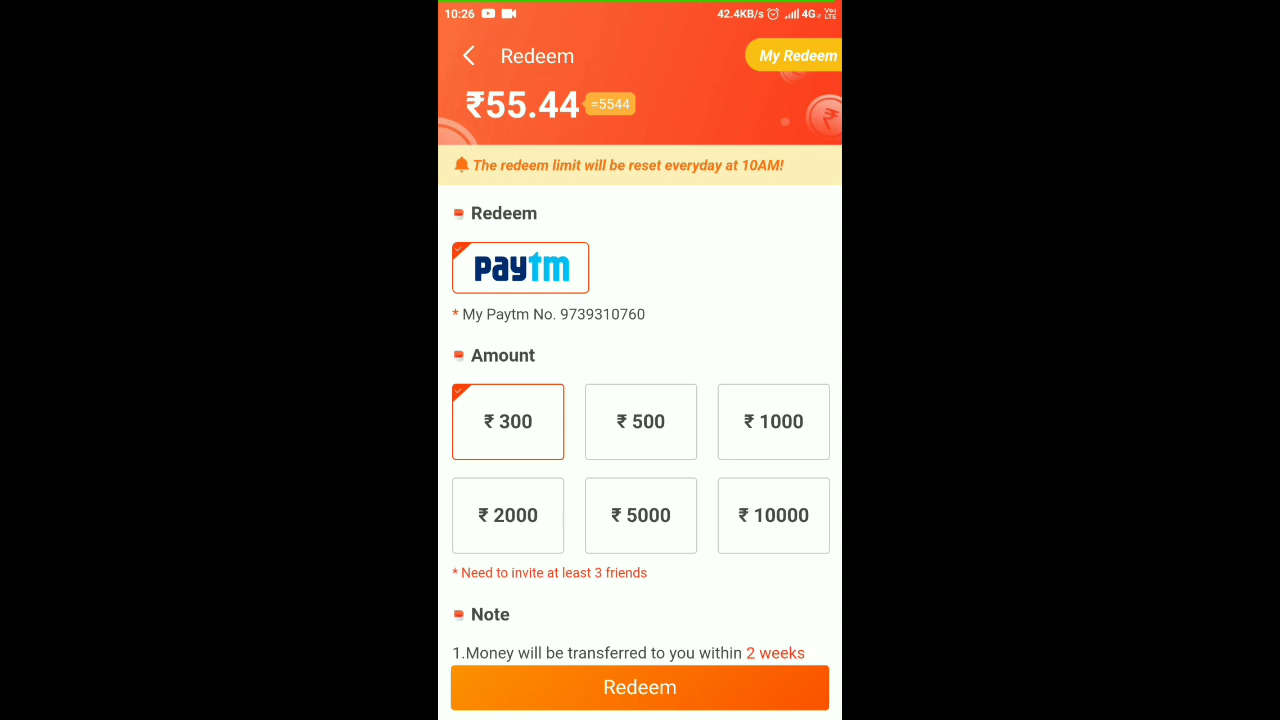 10:26 42.4KB/s 4G VoLTE
Redeem My Redeem
₹55.44 ≈5544
The redeem limit will be reset everyday at 10AM!
Redeem
paytm
* My Paytm No. 9739310760
Amount
₹ 300 ₹ 500 ₹ 1000
₹ 2000 ₹ 5000 ₹ 10000
* Need to invite at least 3 friends
Note
1.Money will be transferred to you within 2 weeks
Redeem